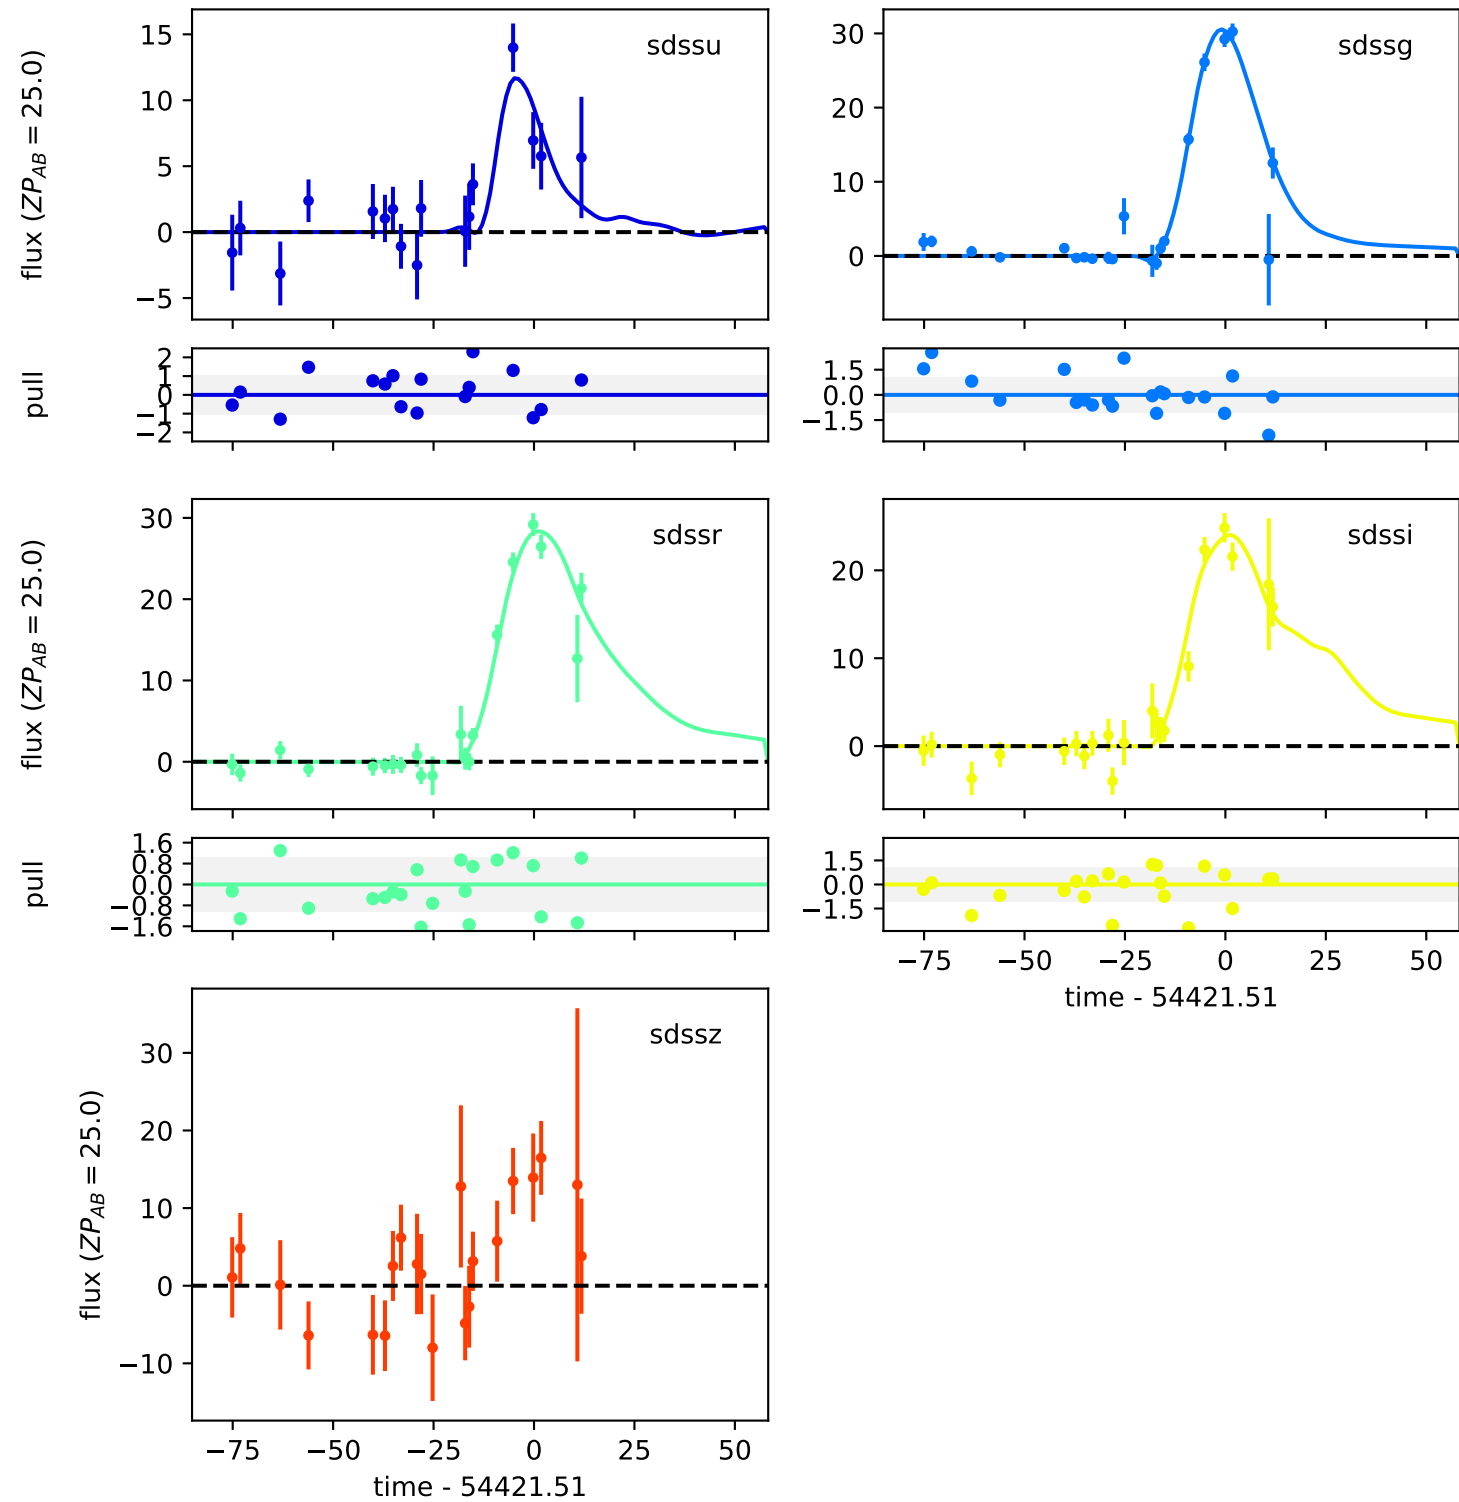 sdssu
flux (ZP_AB = 25.0)
15
10
5
0
−5
sdssg
30
20
10
0
pull
2
1
0
−1
−2
1.5
0.0
−1.5
sdssr
flux (ZP_AB = 25.0)
30
20
10
0
sdssi
20
10
0
pull
1.6
0.8
0.0
−0.8
−1.6
1.5
0.0
−1.5
−75 −50 −25 0 25 50
time - 54421.51
sdssz
flux (ZP_AB = 25.0)
30
20
10
0
−10
−75 −50 −25 0 25 50
time - 54421.51